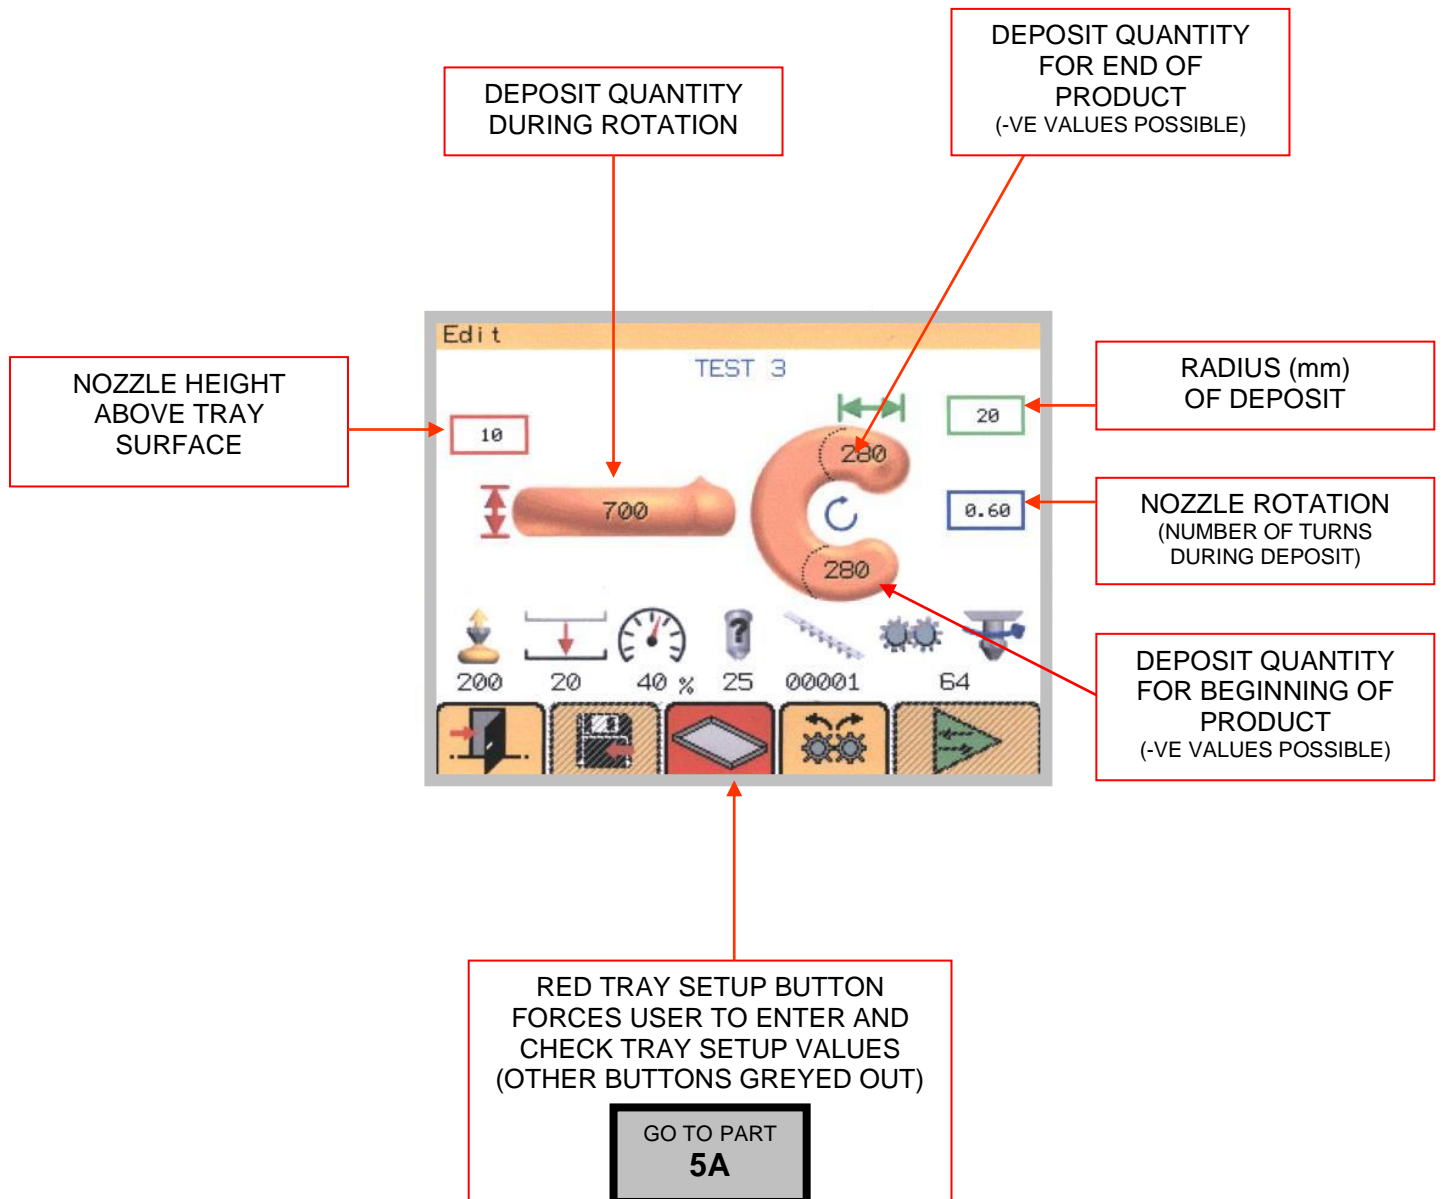 DEPOSIT QUANTITY
FOR END OF
PRODUCT
(-VE VALUES POSSIBLE)
DEPOSIT QUANTITY
DURING ROTATION
Edit
TEST 3
NOZZLE HEIGHT
ABOVE TRAY
SURFACE
RADIUS (mm)
OF DEPOSIT
10
20
280
700
0.60
280
NOZZLE ROTATION
(NUMBER OF TURNS
DURING DEPOSIT)
?
200 20 40 % 25 00001 64
DEPOSIT QUANTITY
FOR BEGINNING OF
PRODUCT
(-VE VALUES POSSIBLE)
RED TRAY SETUP BUTTON
FORCES USER TO ENTER AND
CHECK TRAY SETUP VALUES
(OTHER BUTTONS GREYED OUT)
GO TO PART
5A